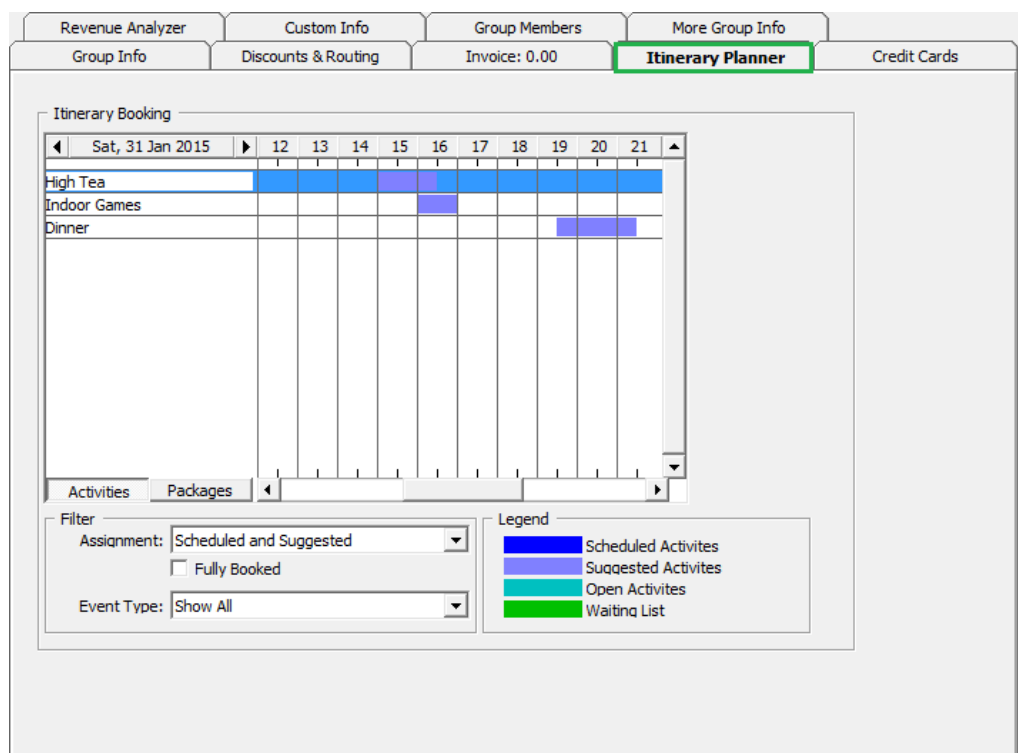 Revenue Analyzer Custom Info Group Members More Group Info
Group Info Discounts & Routing Invoice: 0.00 Itinerary Planner Credit Cards
Itinerary Booking
Sat, 31 Jan 2015 12 13 14 15 16 17 18 19 20 21
High Tea
Indoor Games
Dinner
Activities Packages
Filter
Assignment: Scheduled and Suggested
Fully Booked
Event Type: Show All
Legend
Scheduled Activites
Suggested Activites
Open Activites
Waiting List